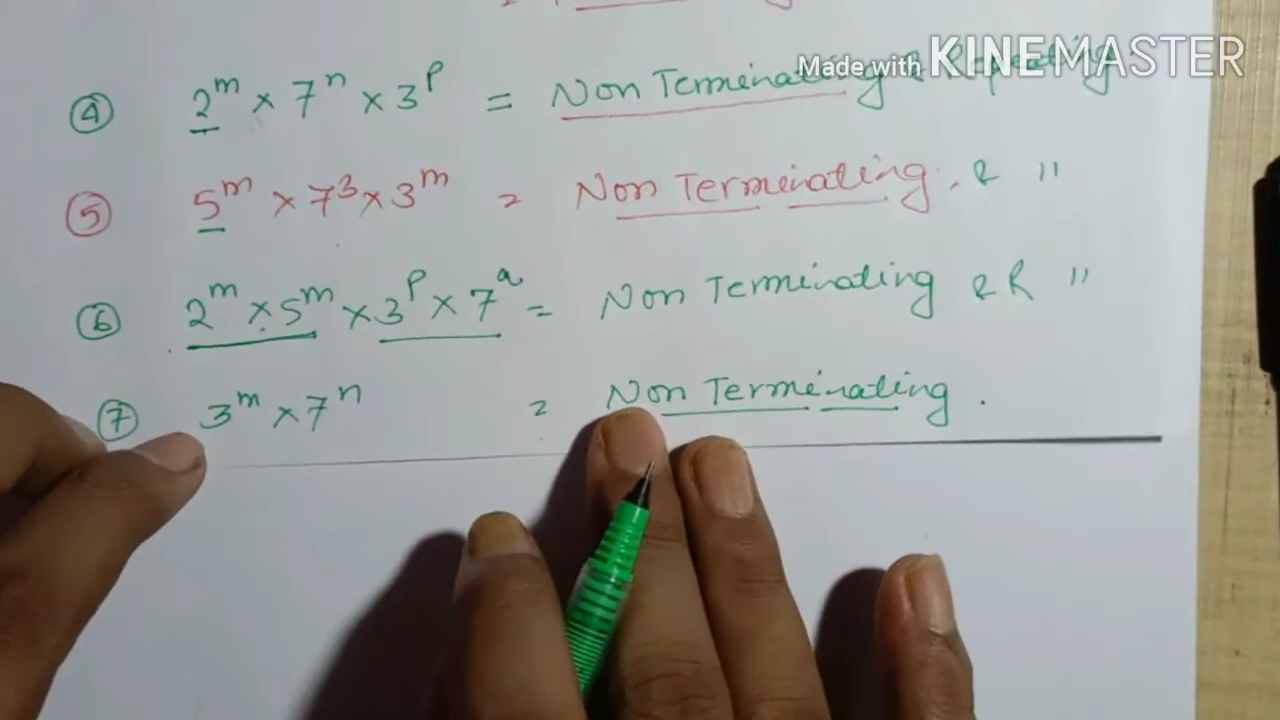 Made with KINEMASTER
④ 2^m × 7^n × 3^p = Non Terminating & Repeating
⑤ 5^m × 7^3 × 3^m = Non Terminating. & "
⑥ 2^m × 5^m × 3^p × 7^a = Non Terminating & R "
⑦ 3^m × 7^n = Non Terminating.